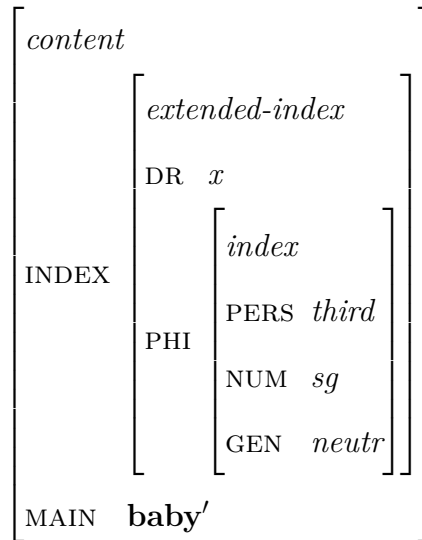 content
extended-index
DR x
index
INDEX
PERS third
PHI
NUM sg
GEN neutr
MAIN baby′